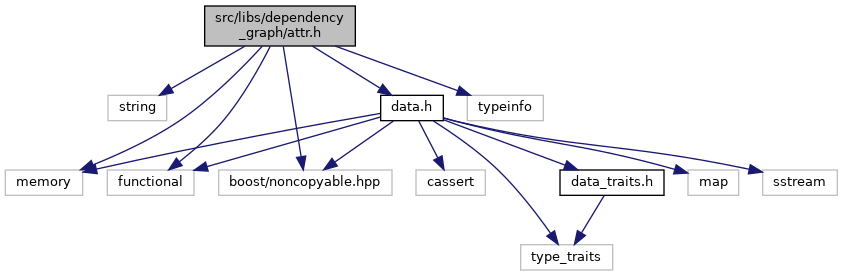 src/libs/dependency
_graph/attr.h
string
data.h
typeinfo
memory
functional
boost/noncopyable.hpp
cassert
data_traits.h
map
sstream
type_traits